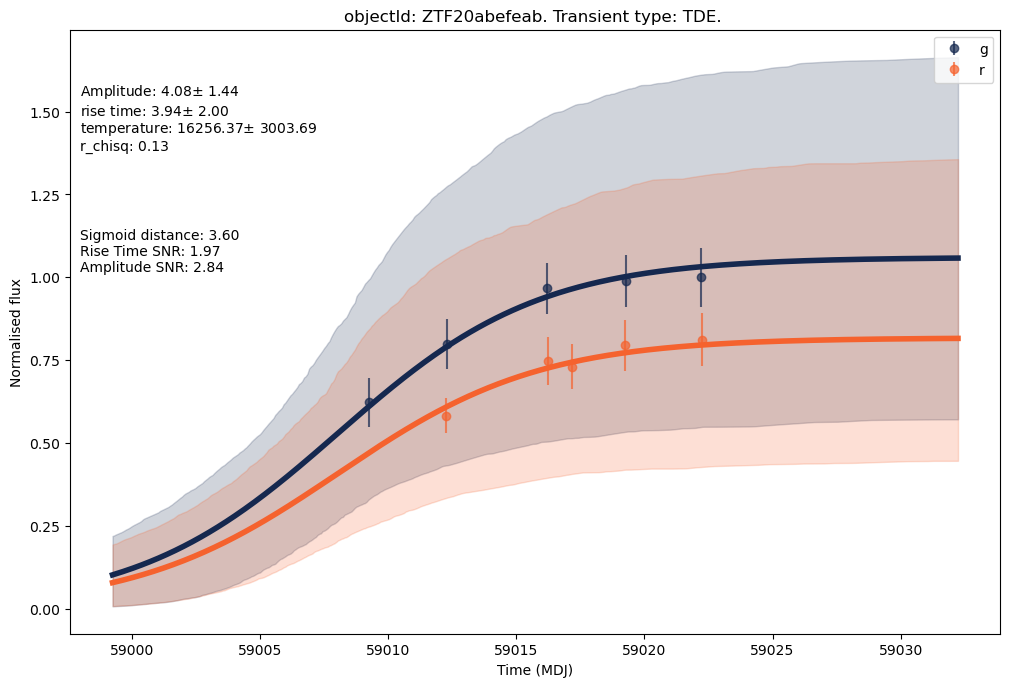 objectId: ZTF20abefeab. Transient type: TDE.
g
r
Amplitude: 4.08± 1.44
rise time: 3.94± 2.00
temperature: 16256.37± 3003.69
r_chisq: 0.13
Sigmoid distance: 3.60
Rise Time SNR: 1.97
Amplitude SNR: 2.84
Normalised flux
1.50
1.25
1.00
0.75
0.50
0.25
0.00
59000 59005 59010 59015 59020 59025 59030
Time (MDJ)